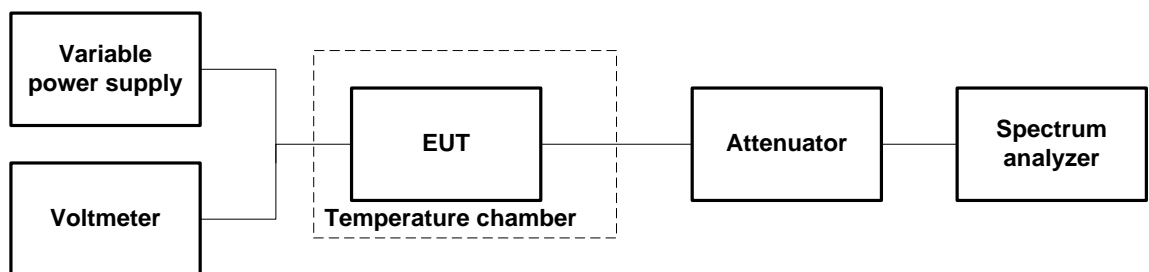 Variable
power supply
Voltmeter
EUT
Temperature chamber
Attenuator
Spectrum
analyzer